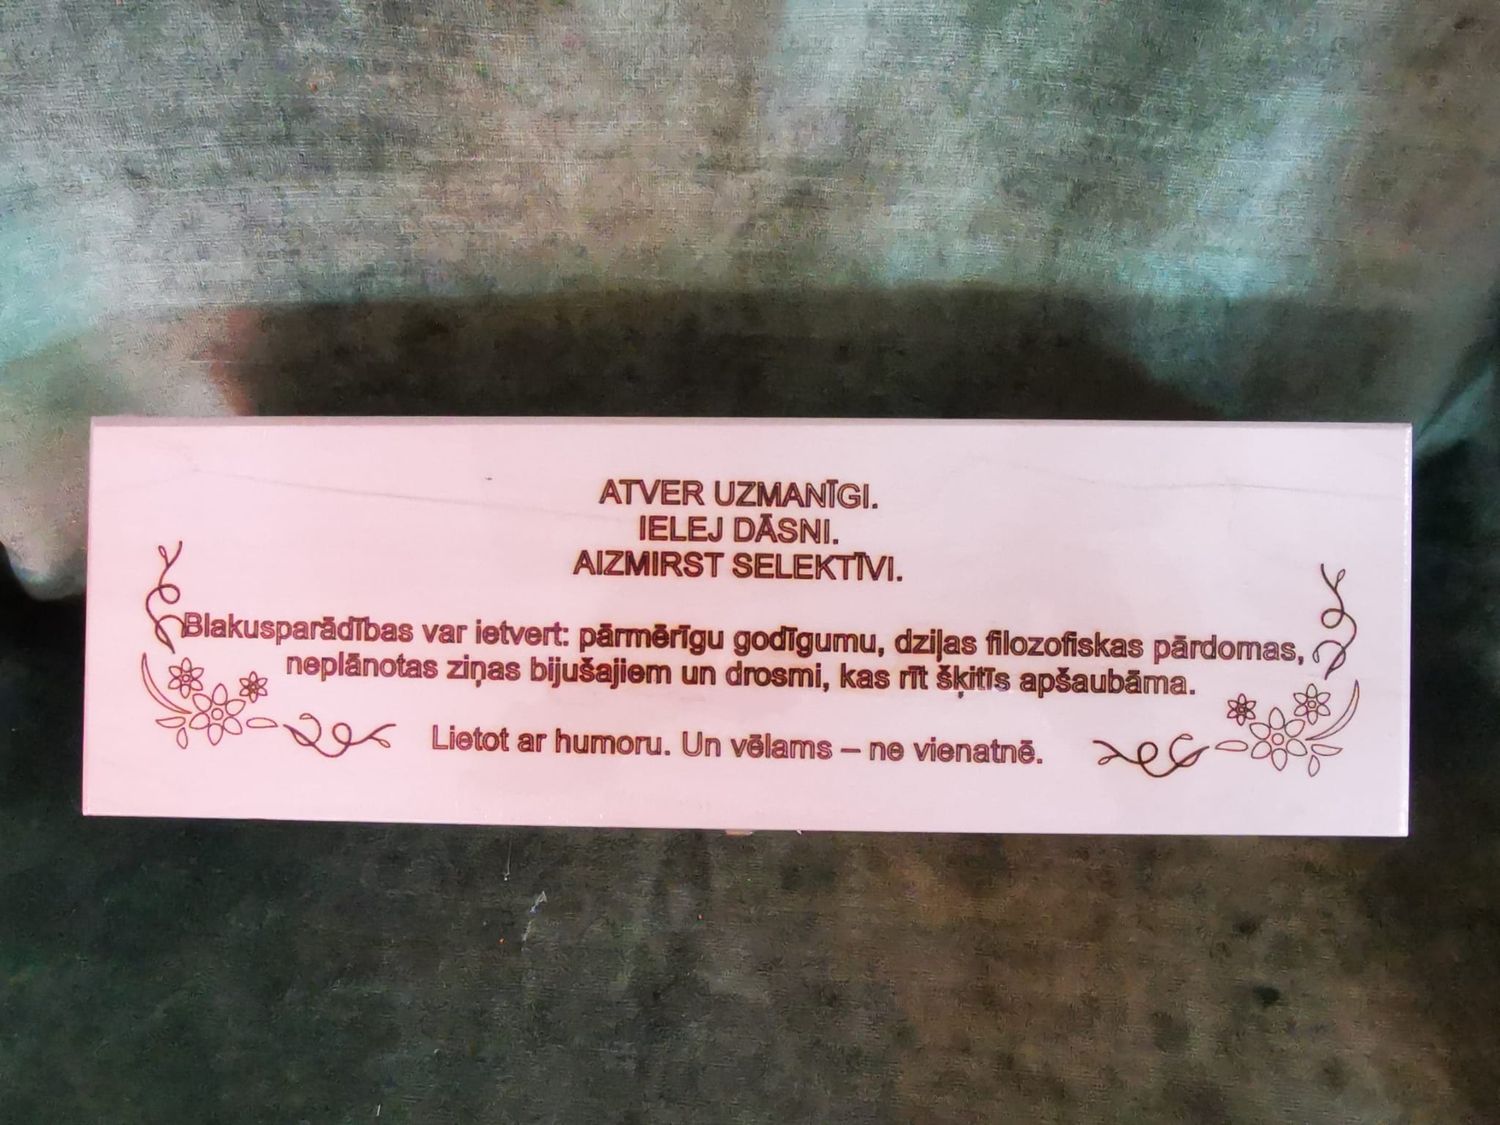 ATVER UZMANĪGI.
IELEJ DĀSNI.
AIZMIRST SELEKTĪVI.
Blakusparādības var ietvert: pārmērīgu godīgumu, dziļas filozofiskas pārdomas,
neplānotas ziņas bijušajiem un drosmi, kas rīt šķitīs apšaubāma.
Lietot ar humoru. Un vēlams – ne vienatnē.